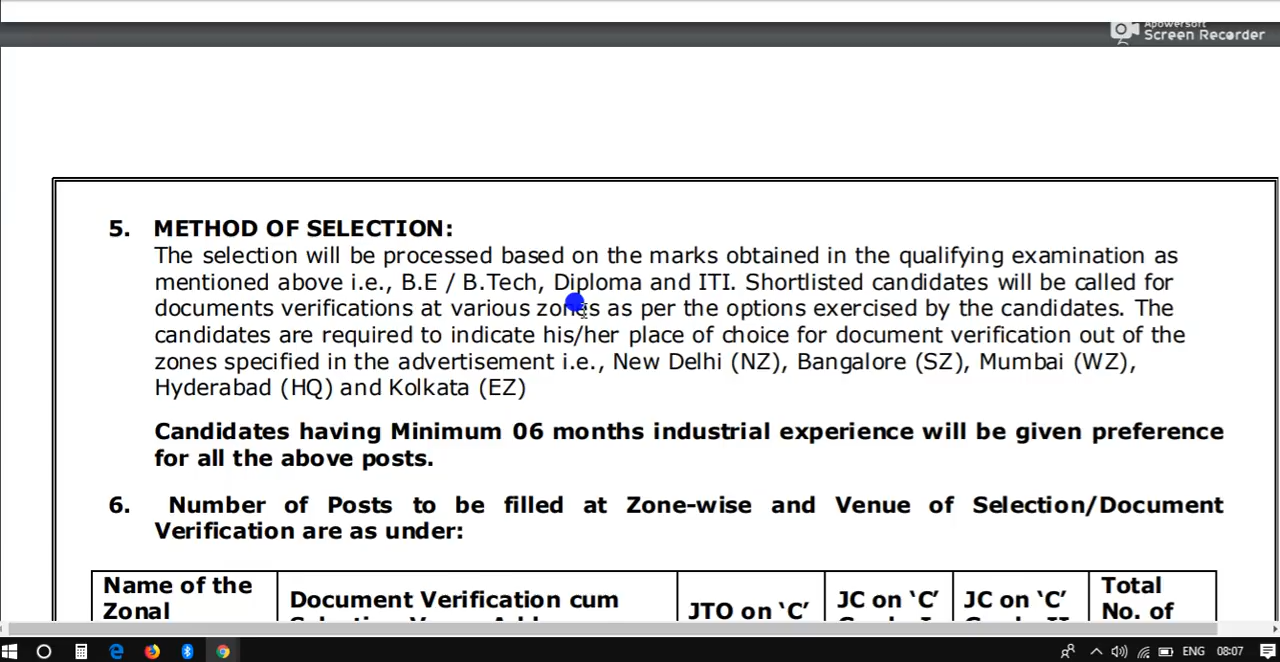 Apowersoft
Screen Recorder
5. METHOD OF SELECTION:
The selection will be processed based on the marks obtained in the qualifying examination as
mentioned above i.e., B.E / B.Tech, Diploma and ITI. Shortlisted candidates will be called for
documents verifications at various zones as per the options exercised by the candidates. The
candidates are required to indicate his/her place of choice for document verification out of the
zones specified in the advertisement i.e., New Delhi (NZ), Bangalore (SZ), Mumbai (WZ),
Hyderabad (HQ) and Kolkata (EZ)
Candidates having Minimum 06 months industrial experience will be given preference
for all the above posts.
6. Number of Posts to be filled at Zone-wise and Venue of Selection/Document
Verification are as under:
Name of the
Zonal
Document Verification cum
JTO on ‘C’
JC on ‘C’
JC on ‘C’
Total
No. of
ENG 08:07